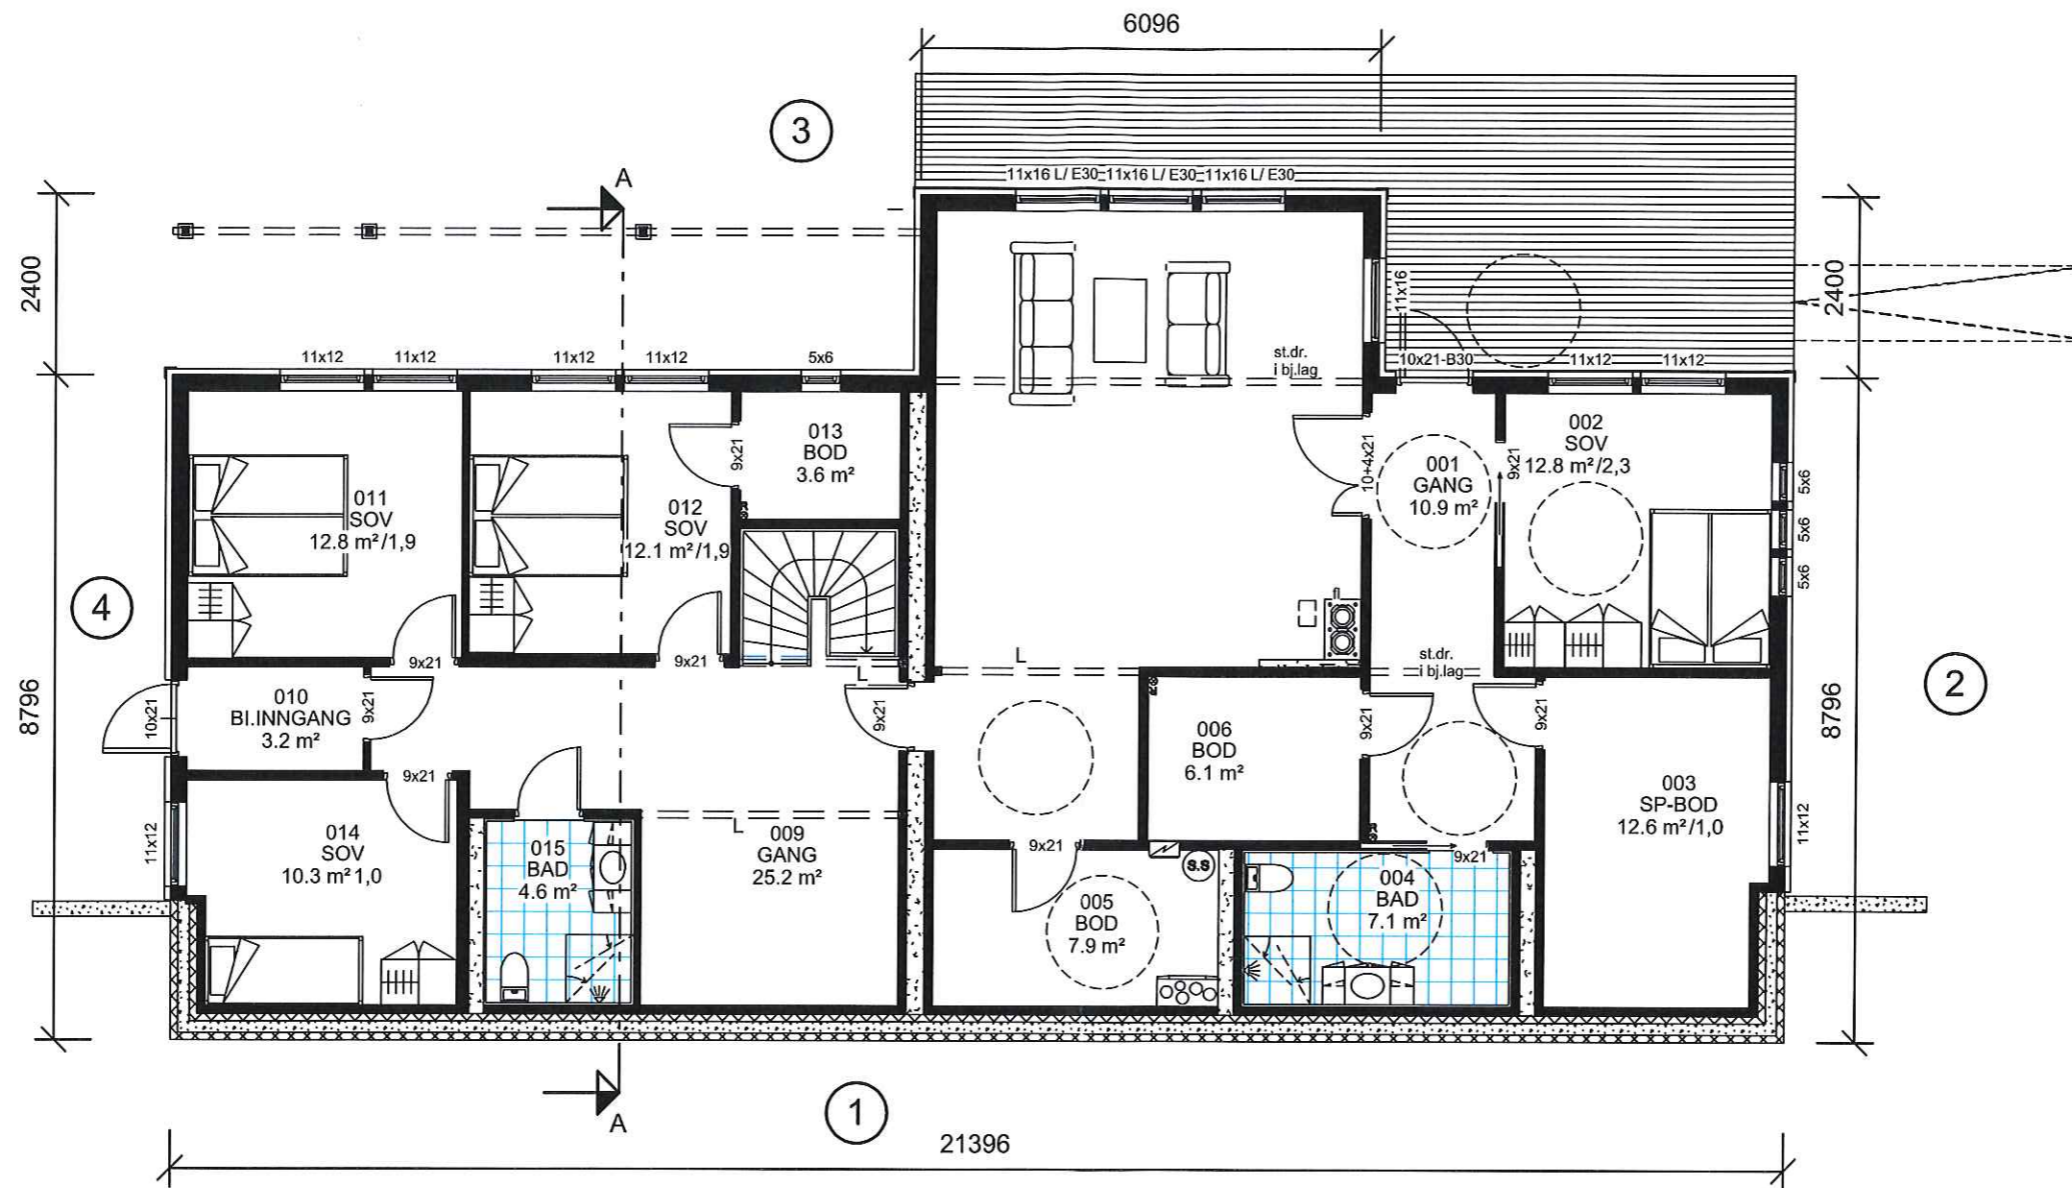 6096
3
A
11x16 L/ E30 11x16 L/ E30 11x16 L/ E30
2400
2400
11x16
11x12
11x12
11x12
11x12
5x6
st.dr.
i bj.lag
10x21-B30
11x12
11x12
013
BOD
3.6 m²
9x21
002
SOV
12.8 m²/2,3
9x21
001
GANG
10.9 m²
10+4x21
5x6
5x6
5x6
011
SOV
12.8 m²/1,9
012
SOV
12.1 m²/1,9
4
2
9x21
9x21
L
L
st.dr.
i bj.lag
010
BI.INNGANG
3.2 m²
10x21
9x21
9x21
9x21
9x21
006
BOD
6.1 m²
8796
8796
9x21
003
SP-BOD
12.6 m²/1,0
11x12
11x12
014
SOV
10.3 m² 1,0
015
BAD
4.6 m²
L
009
GANG
25.2 m²
9x21
S.S
9x21
005
BOD
7.9 m²
004
BAD
7.1 m²
A
1
21396